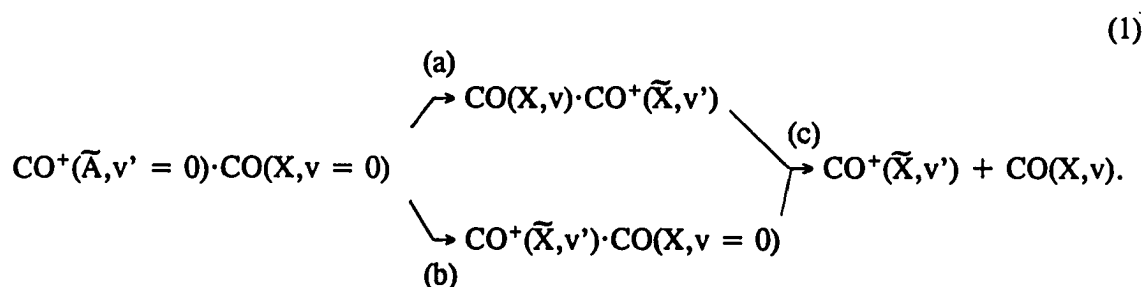 (1)
(a)
CO(X,v)·CO⁺(X̃,v')
(c)
CO⁺(Ã,v' = 0)·CO(X,v = 0)
CO⁺(X̃,v') + CO(X,v).
CO⁺(X̃,v')·CO(X,v = 0)
(b)